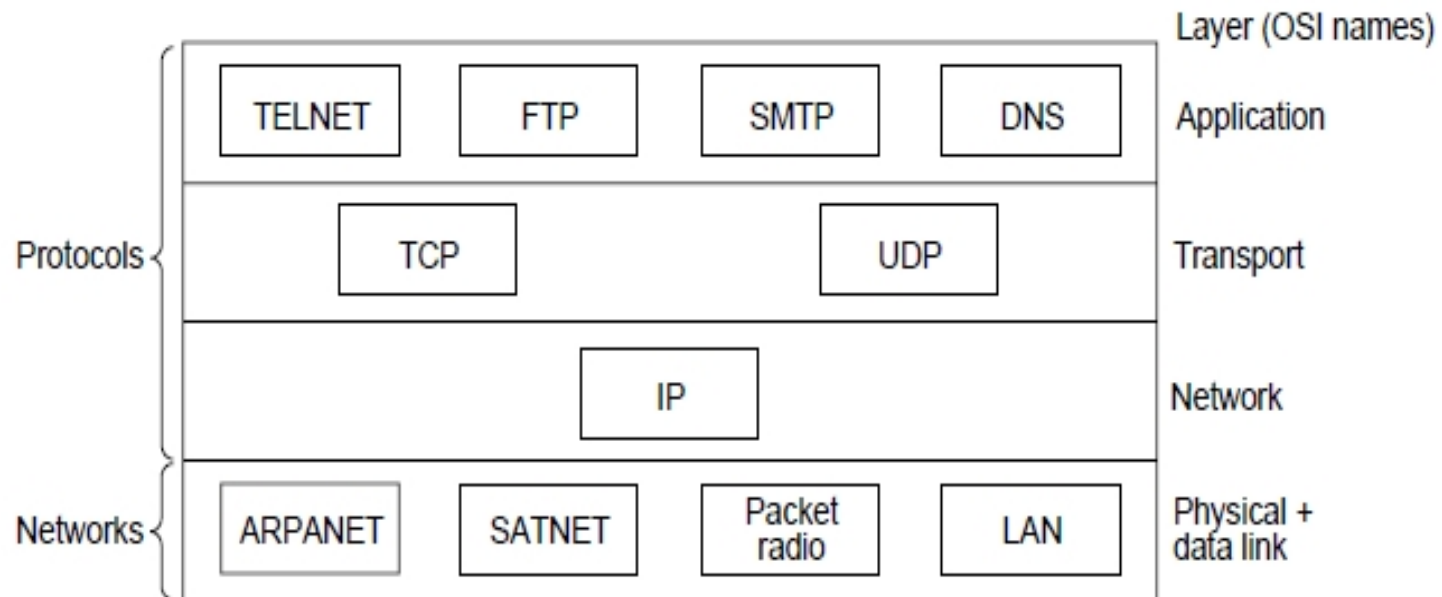 Layer (OSI names)
TELNET FTP SMTP DNS Application
Protocols TCP UDP Transport
IP Network
Networks ARPANET SATNET Packet radio LAN Physical +
data link